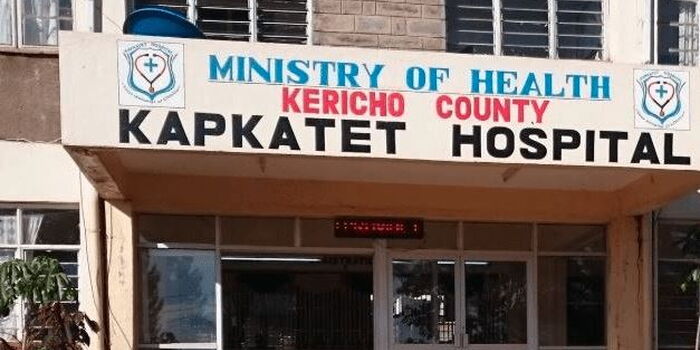 MINISTRY OF HEALTH
KERICHO COUNTY
KAPKATET HOSPITAL